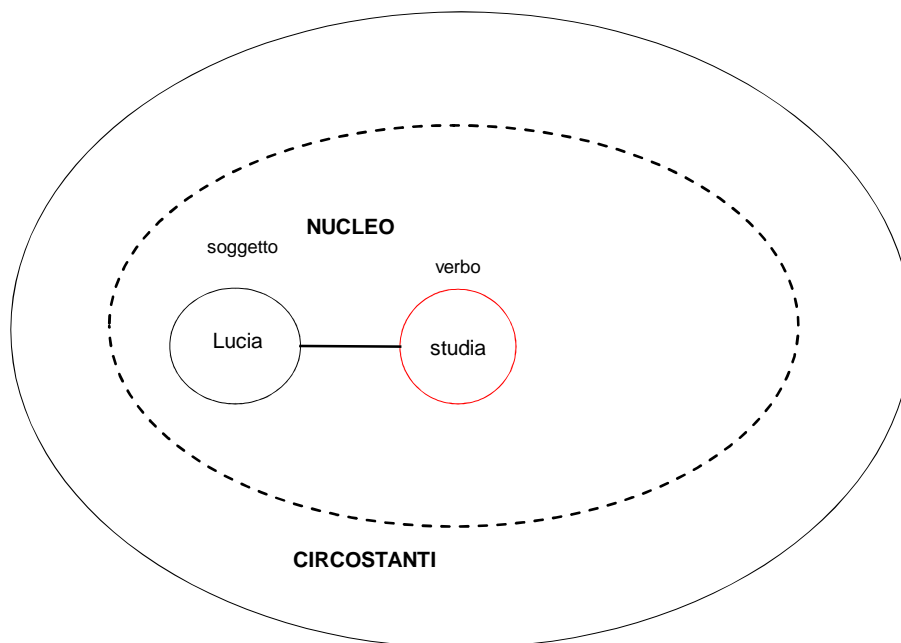 NUCLEO
soggetto
verbo
Lucia
studia
CIRCOSTANTI